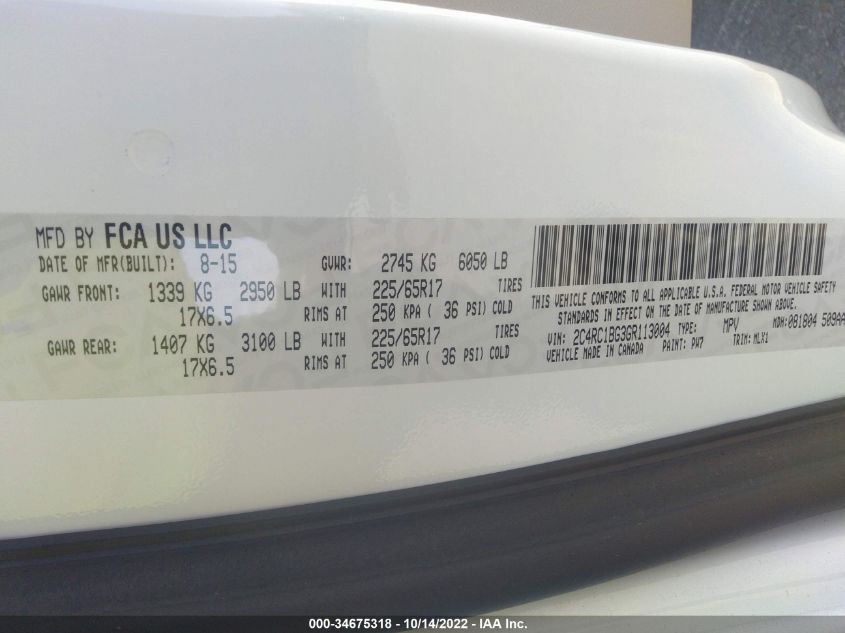 MFD BY FCA US LLC
DATE OF MFR(BUILT): 8-15 GVWR: 2745 KG 6050 LB
GAWR FRONT: 1339 KG 2950 LB WITH 225/65R17 TIRES
17X6.5 RIMS AT 250 KPA ( 36 PSI) COLD
GAWR REAR: 1407 KG 3100 LB WITH 225/65R17 TIRES
17X6.5 RIMS AT 250 KPA ( 36 PSI) COLD
THIS VEHICLE CONFORMS TO ALL APPLICABLE U.S.A. FEDERAL MOTOR VEHICLE SAFETY
STANDARDS IN EFFECT ON THE DATE OF MANUFACTURE SHOWN ABOVE.
VIN: 2C4RC1BG3GR113004 TYPE: MPV MDH: 081804 509AA
VEHICLE MADE IN CANADA PAINT: PW7 TRIM: MLX1
000-34675318 - 10/14/2022 - IAA Inc.